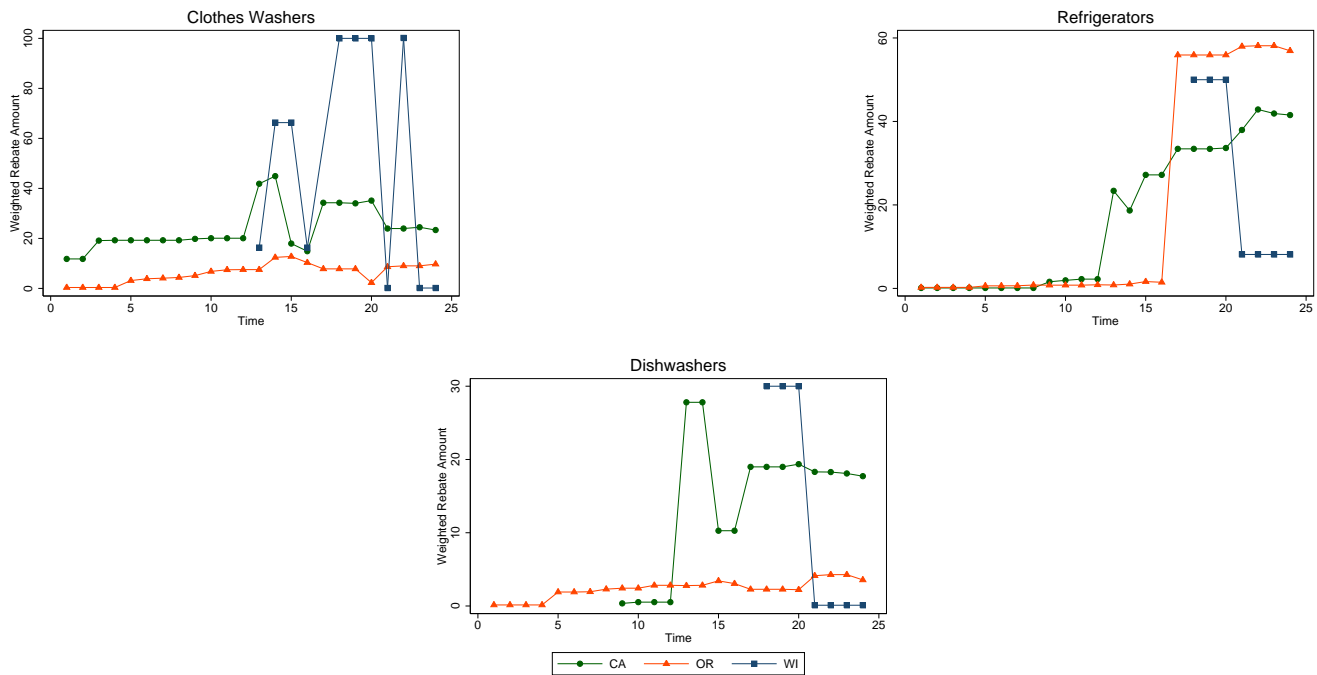 Clothes Washers
Weighted Rebate Amount
0 20 40 60 80 100
0 5 10 15 20 25
Time
Refrigerators
Weighted Rebate Amount
0 20 40 60
0 5 10 15 20 25
Time
Dishwashers
Weighted Rebate Amount
0 10 20 30
0 5 10 15 20 25
Time
CA OR WI